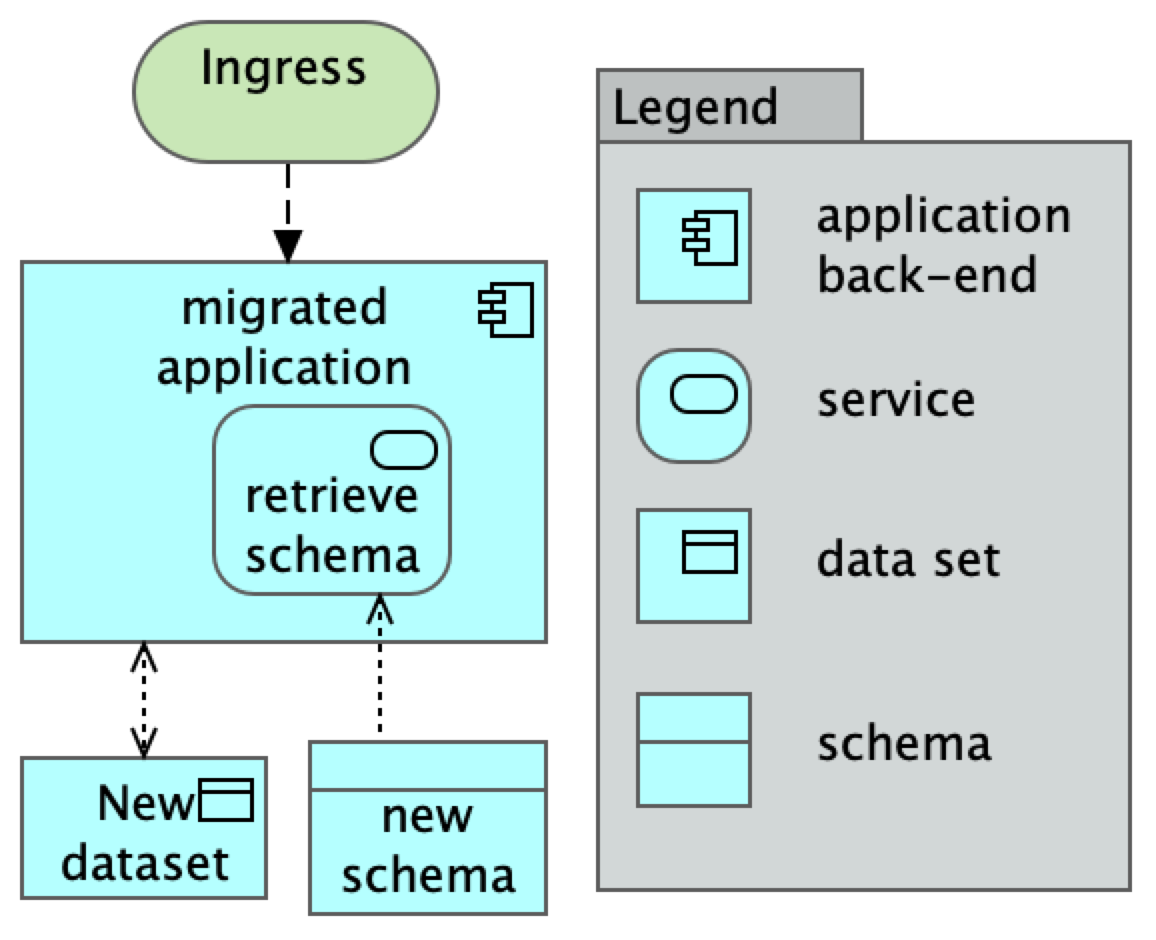 Ingress
migrated
application
retrieve
schema
New
dataset
new
schema
Legend
application
back-end
service
data set
schema